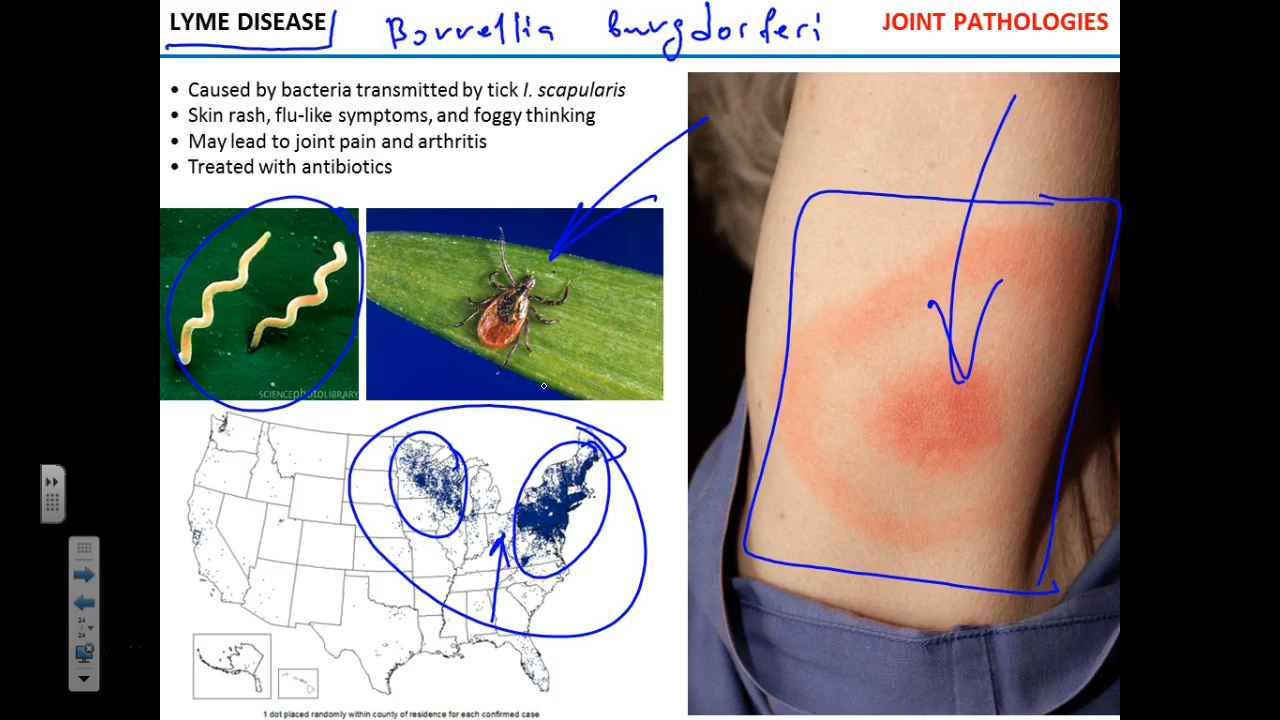 LYME DISEASE Borrellia burgdorferi JOINT PATHOLOGIES
• Caused by bacteria transmitted by tick I. scapularis
• Skin rash, flu-like symptoms, and foggy thinking
• May lead to joint pain and arthritis
• Treated with antibiotics
SCIENCEPHOTOLIBRARY
24
/
24
1 dot placed randomly within county of residence for each confirmed case